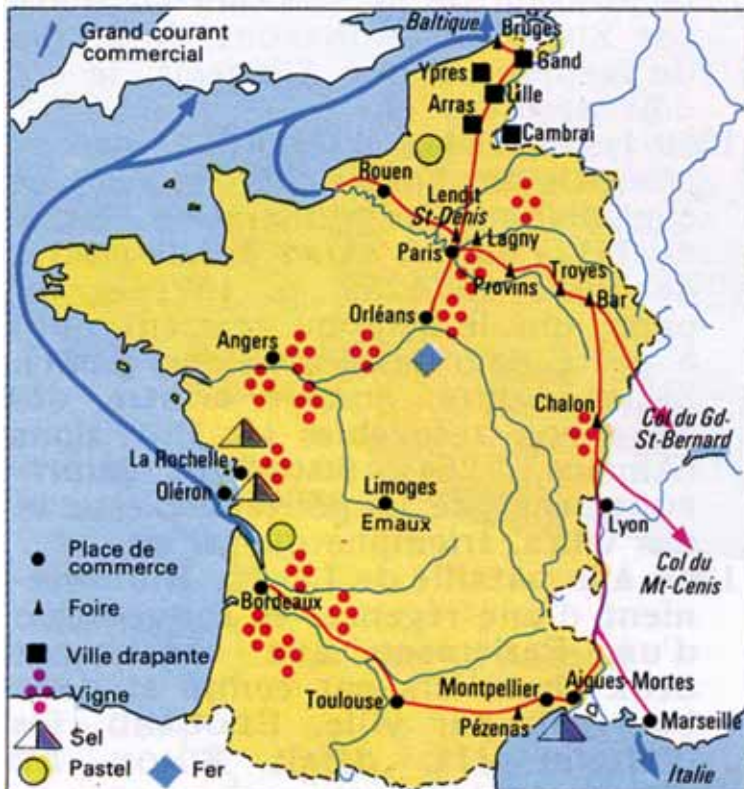 Grand courant
commercial
Baltique
Bruges
Gand
Ypres
Lille
Arras
Cambrai
Rouen
Lendit
St-Denis
Lagny
Paris
Provins
Troyes
Bar
Orléans
Angers
Chalon
Col du Gd-
St-Bernard
La Rochelle
Oléron
Limoges
Emaux
Lyon
Col du
Mt-Cenis
Bordeaux
Toulouse
Montpellier
Aigues-Mortes
Pézenas
Marseille
Italie
Place de
commerce
Foire
Ville drapante
Vigne
Sel
Pastel
Fer